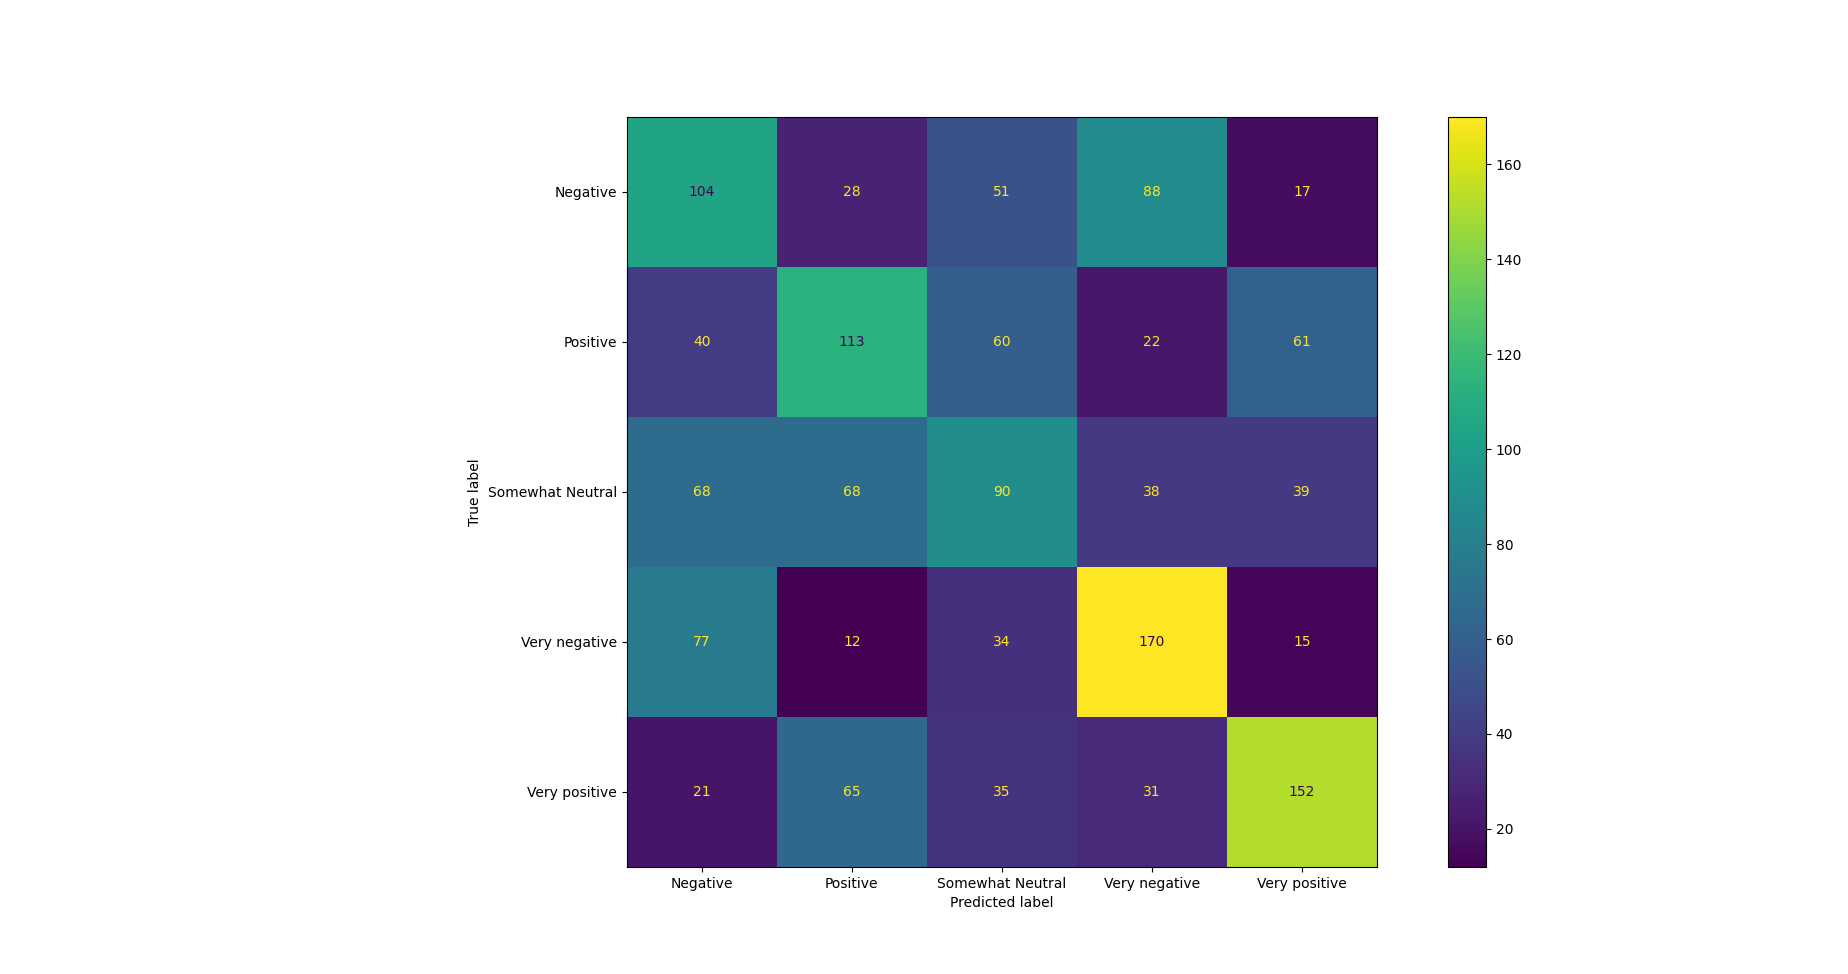 Negative 104 28 51 88 17
Positive 40 113 60 22 61
Somewhat Neutral 68 68 90 38 39
Very negative 77 12 34 170 15
Very positive 21 65 35 31 152
Negative Positive Somewhat Neutral Very negative Very positive
Predicted label
True label
160
140
120
100
80
60
40
20